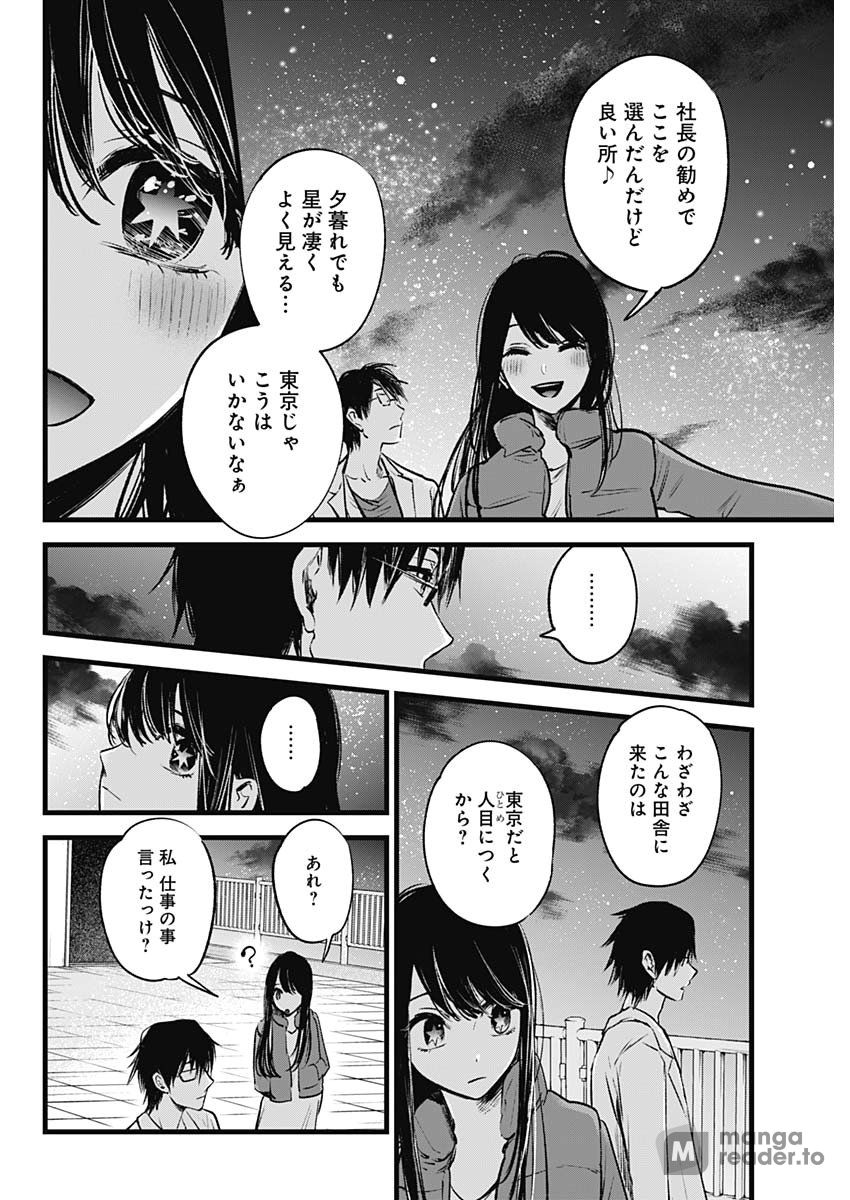 社長の勧めで
ここを
選んだんだけど
良い所♪
夕暮れでも
星が凄く
よく見える…
東京じゃ
こうは
いかないなぁ
………
わざわざ
こんな田舎に
来たのは
東京だと
人目につく
から?
ひとめ
……
あれ?
私 仕事の事
言ったっけ?
?
M manga
reader.to